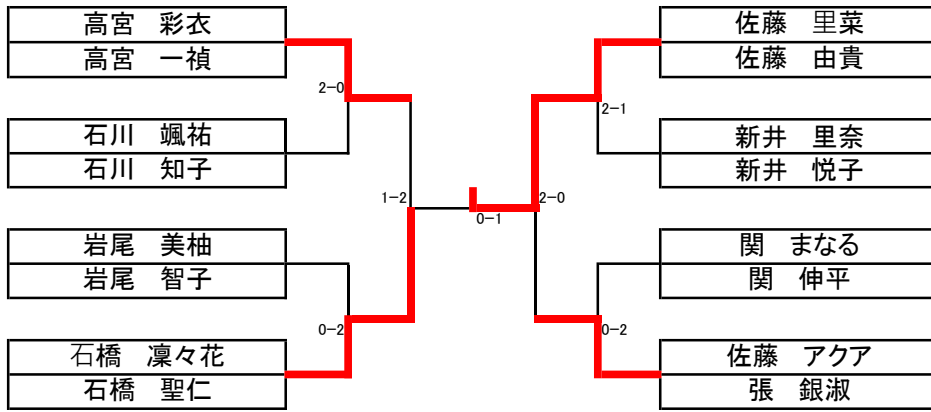 高宮　彩衣
高宮　一禎
2-0
石川　颯祐
石川　知子
1-2
岩尾　美柚
岩尾　智子
0-2
石橋　凜々花
石橋　聖仁
0-1
佐藤　里菜
佐藤　由貴
2-1
新井　里奈
新井　悦子
2-0
関　まなる
関　伸平
0-2
佐藤　アクア
張　銀淑